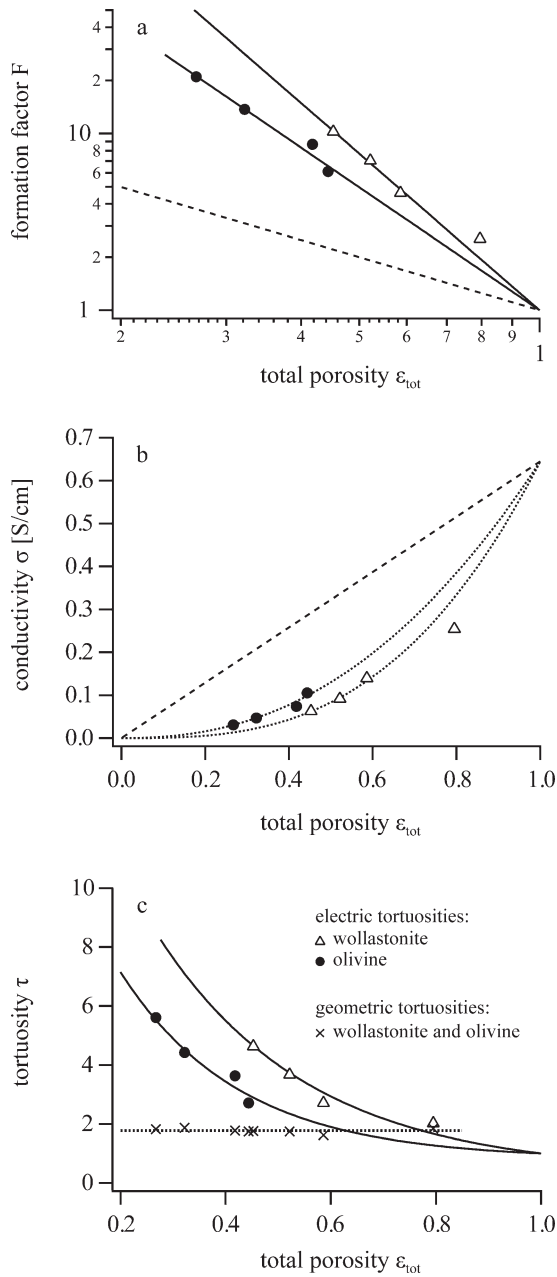 a
formation factor F
4
2
10
8
6
4
2
1
2 3 4 5 6 7 8 9
1
total porosity εtot
b
conductivity σ [S/cm]
0.7
0.6
0.5
0.4
0.3
0.2
0.1
0.0
0.0 0.2 0.4 0.6 0.8 1.0
total porosity εtot
c
tortuosity τ
10
8
6
4
2
0
electric tortuosities:
wollastonite
olivine
geometric tortuosities:
wollastonite and olivine
0.2 0.4 0.6 0.8 1.0
total porosity εtot